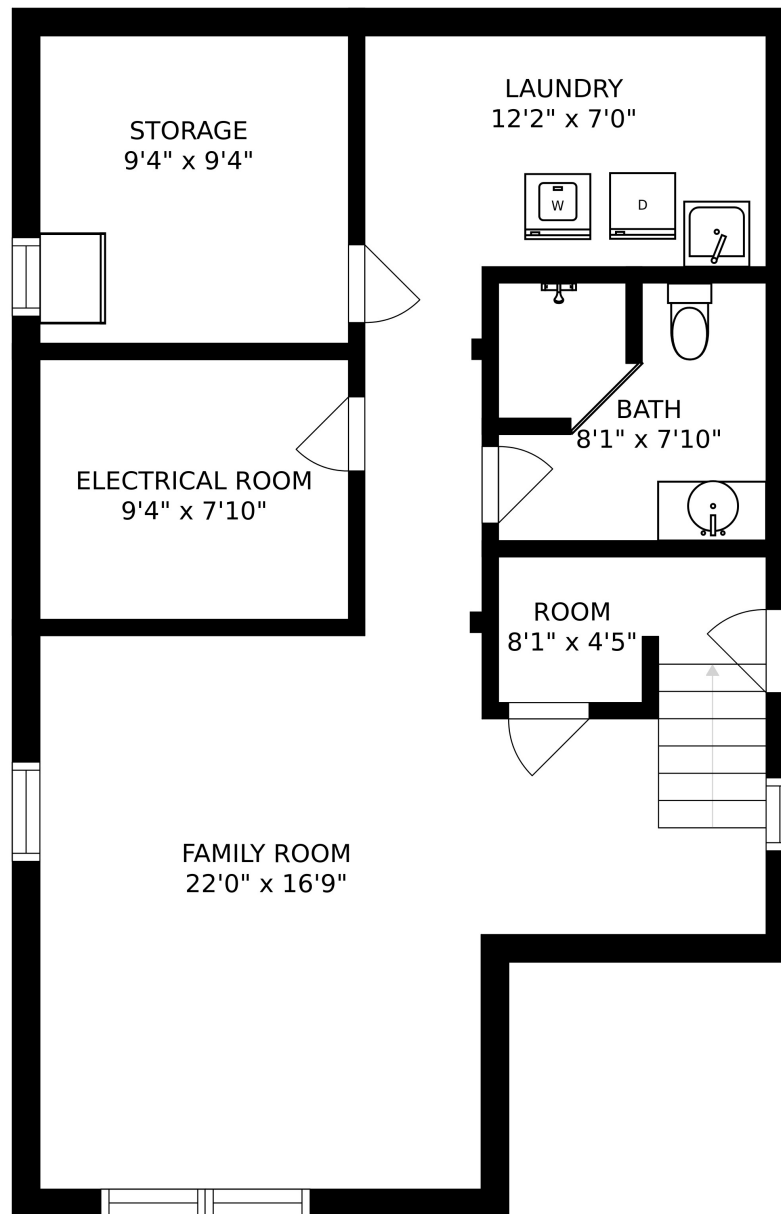 LAUNDRY
12'2" x 7'0"
STORAGE
9'4" x 9'4"
W
D
BATH
8'1" x 7'10"
ELECTRICAL ROOM
9'4" x 7'10"
ROOM
8'1" x 4'5"
FAMILY ROOM
22'0" x 16'9"